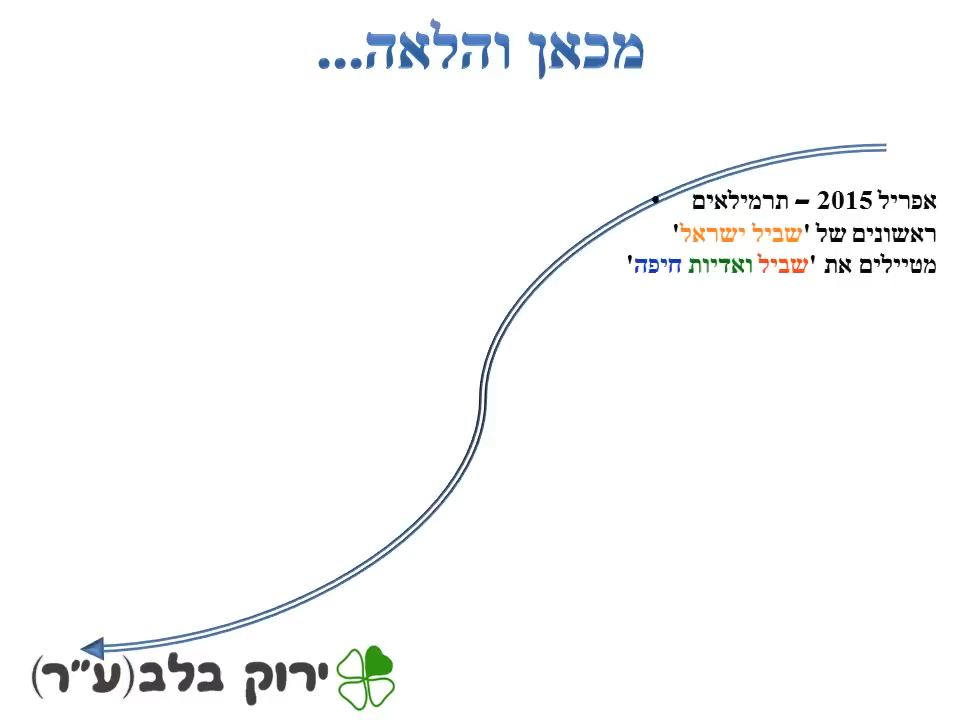 מכאן והלאה...
אפריל 2015 – תרמילאים
ראשונים של 'שביל ישראל'
מטיילים את 'שביל ואדיות חיפה'
ירוק בלב(ע"ר)